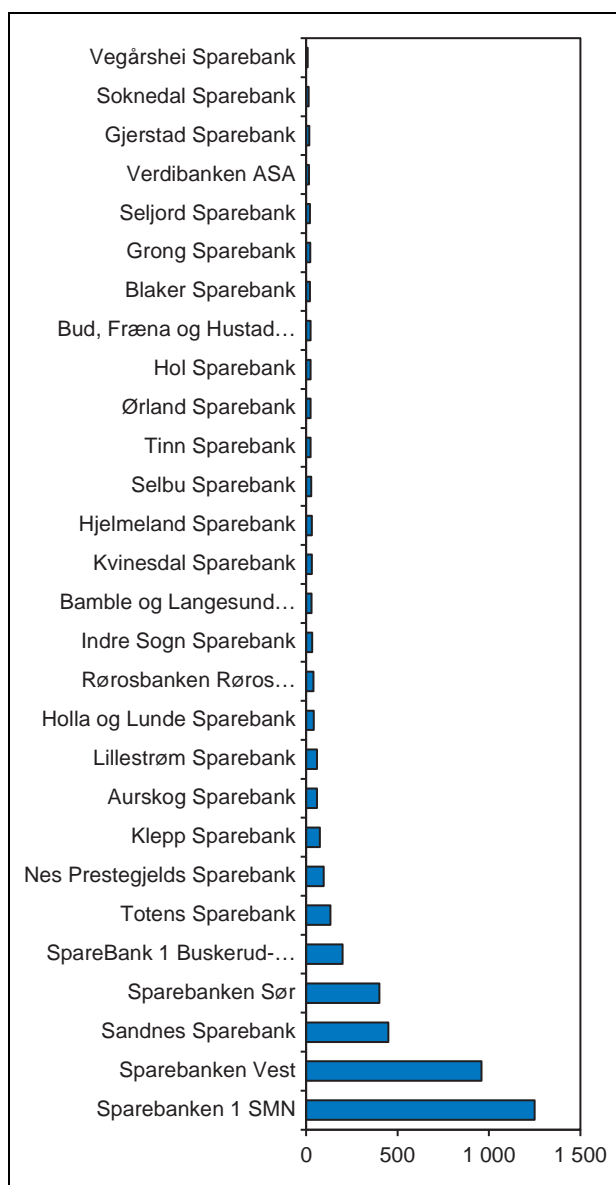 Vegårshei Sparebank
Soknedal Sparebank
Gjerstad Sparebank
Verdibanken ASA
Seljord Sparebank
Grong Sparebank
Blaker Sparebank
Bud, Fræna og Hustad…
Hol Sparebank
Ørland Sparebank
Tinn Sparebank
Selbu Sparebank
Hjelmeland Sparebank
Kvinesdal Sparebank
Bamble og Langesund…
Indre Sogn Sparebank
Rørosbanken Røros…
Holla og Lunde Sparebank
Lillestrøm Sparebank
Aurskog Sparebank
Klepp Sparebank
Nes Prestegjelds Sparebank
Totens Sparebank
SpareBank 1 Buskerud-…
Sparebanken Sør
Sandnes Sparebank
Sparebanken Vest
Sparebanken 1 SMN
0 500 1 000 1 500